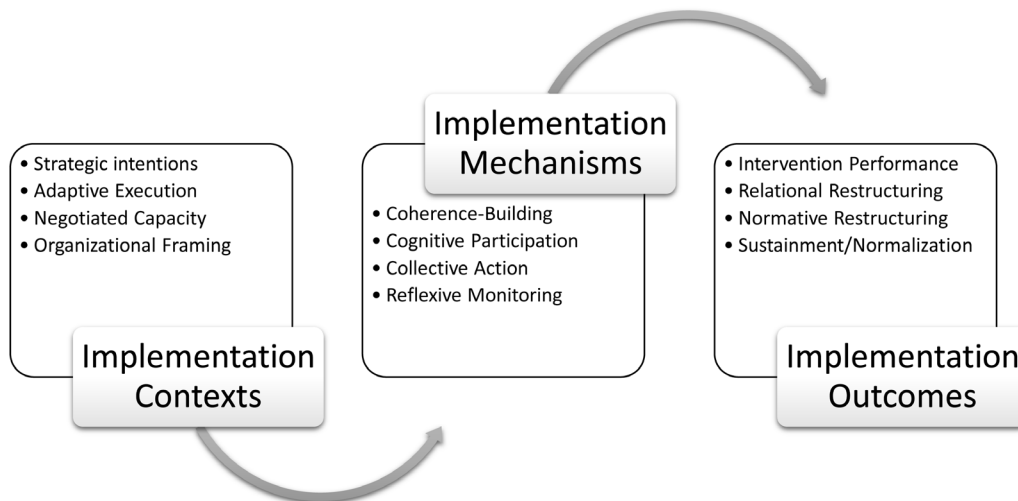 • Strategic intentions
• Adaptive Execution
• Negotiated Capacity
• Organizational Framing
Implementation
Contexts
Implementation
Mechanisms
• Coherence-Building
• Cognitive Participation
• Collective Action
• Reflexive Monitoring
• Intervention Performance
• Relational Restructuring
• Normative Restructuring
• Sustainment/Normalization
Implementation
Outcomes